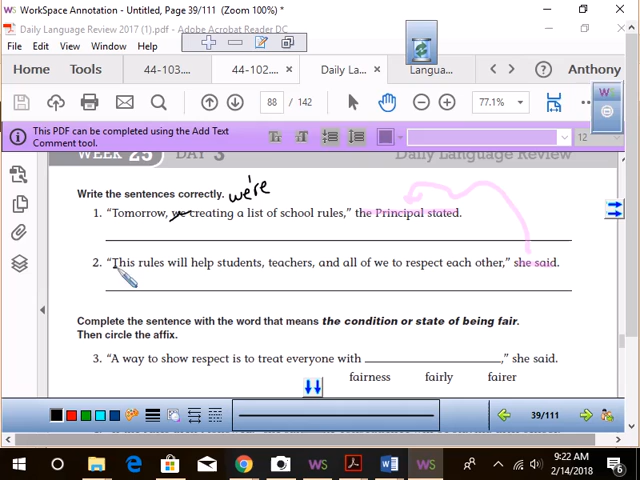 WorkSpace Annotation - Untitled, Page 39/111 (Zoom 100%) *
Daily Language Review 2017 (1).pdf - Adobe Acrobat Reader DC
File Edit View Window Help
Home Tools 44-103.... 44-102.... × Daily La... × Langua... Anthony
88 / 142 77.1%
This PDF can be completed using the Add Text Comment tool. 12
WEEK 25 DAY 3 Daily Language Review
Write the sentences correctly. we're
1. "Tomorrow, we creating a list of school rules," the Principal stated.
2. "This rules will help students, teachers, and all of we to respect each other," she said.
Complete the sentence with the word that means the condition or state of being fair.
Then circle the affix.
3. "A way to show respect is to treat everyone with ," she said.
fairness fairly fairer
39/111
9:22 AM
2/14/2018
6